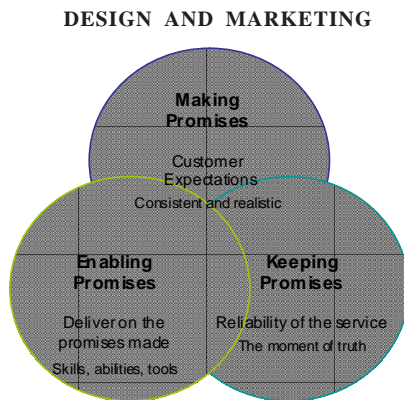 DESIGN AND MARKETING
Making
Promises
Customer
Expectations
Consistent and realistic
Enabling
Promises
Deliver on the
promises made
Skills, abilities, tools
Keeping
Promises
Reliability of the service
The moment of truth